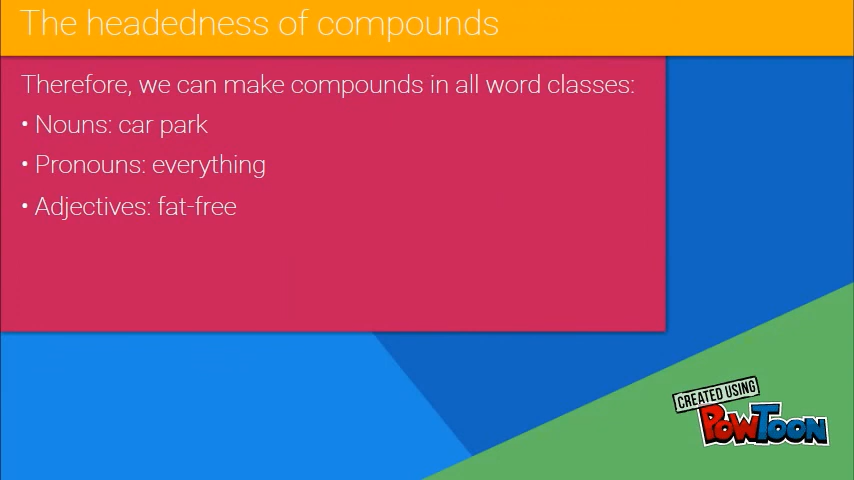 The headedness of compounds
Therefore, we can make compounds in all word classes:
• Nouns: car park
• Pronouns: everything
• Adjectives: fat-free
CREATED USING
POWTOON